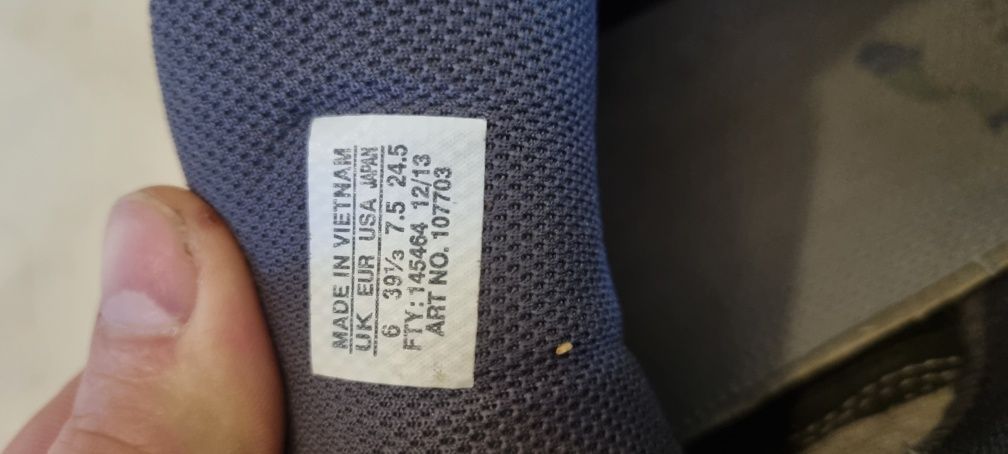 MADE IN VIETNAM
UK EUR USA JAPAN
6 39⅓ 7.5 24.5
FTY: 145464 12/13
ART NO. 107703